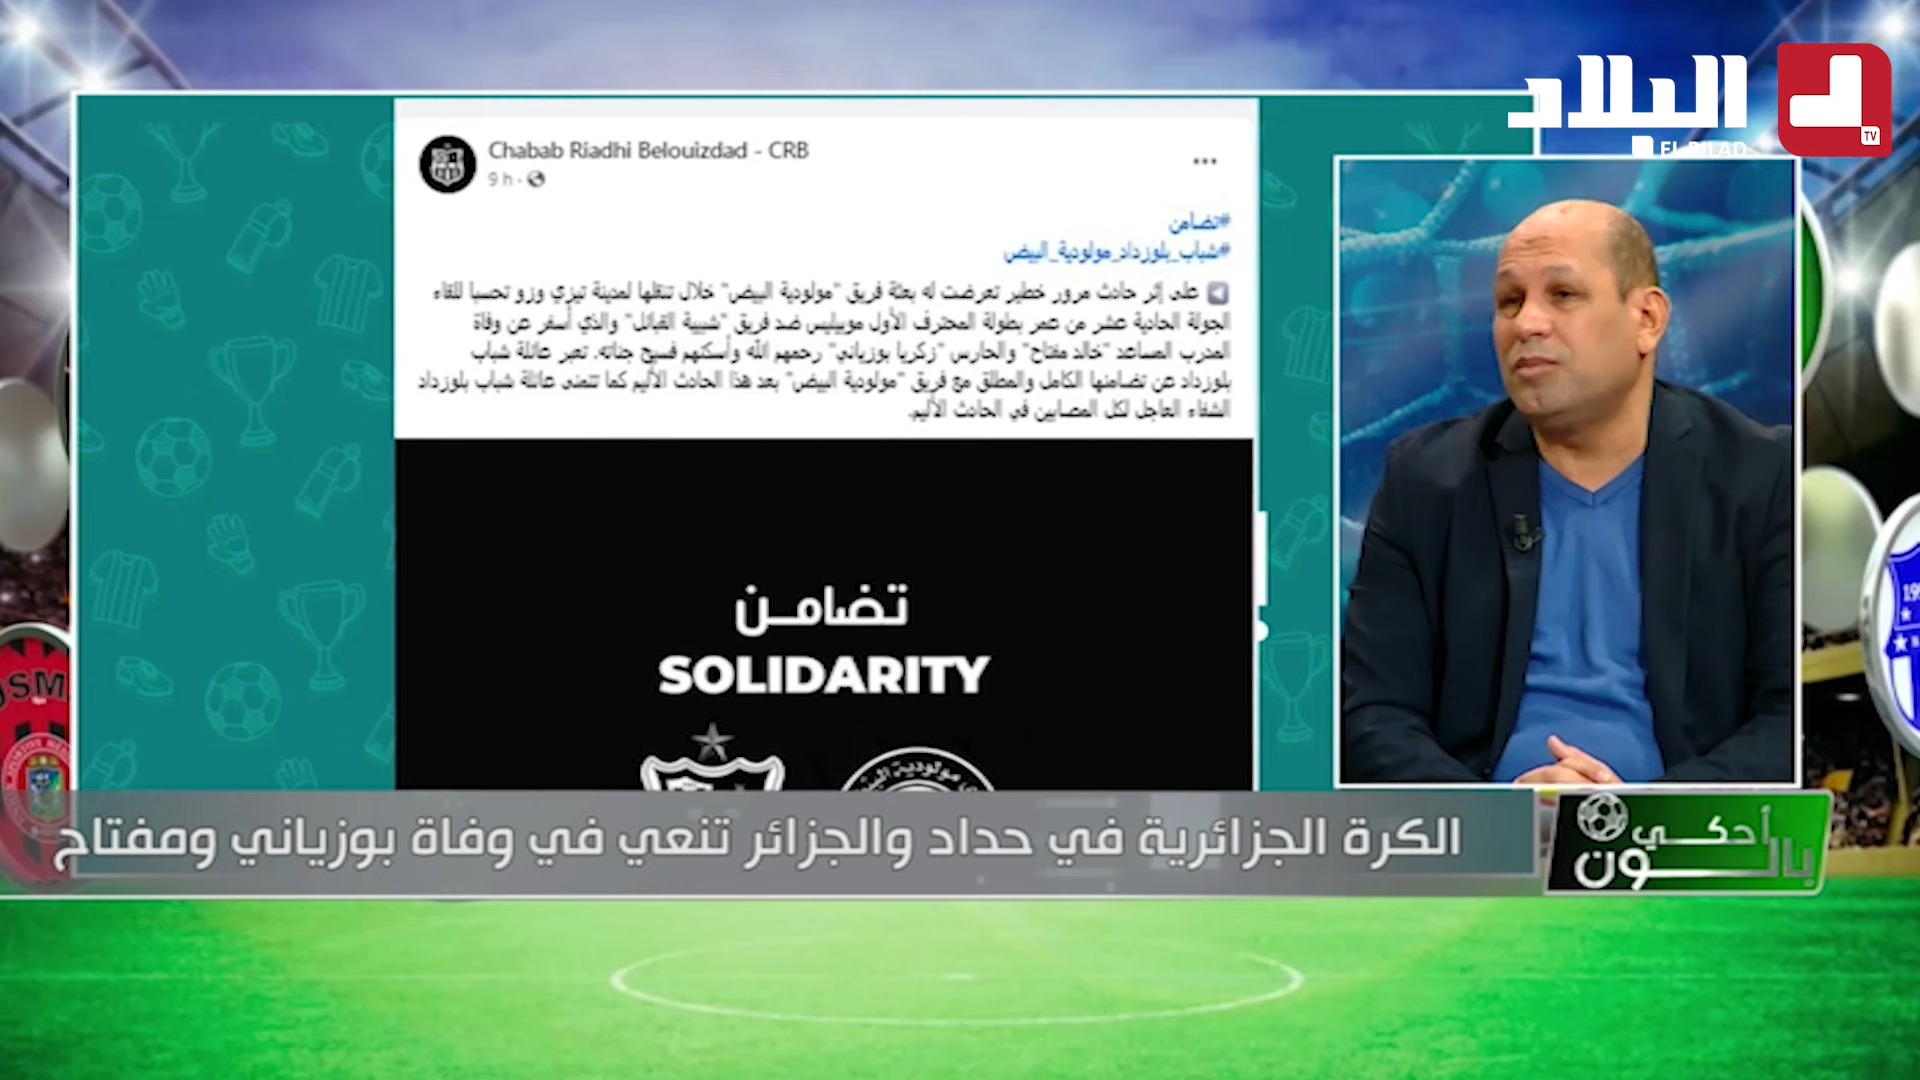 البلاد
TV
EL BILAD
Chabab Riadhi Belouizdad - CRB
9 h
#تضامن
#شباب_بلوزداد_مولودية_البيض
على إثر حادث مرور خطير تعرضت له بعثة فريق "مولودية البيض" خلال تنقلها لمدينة تيزي وزو تحسبا للقاء
الجولة الحادية عشر من عمر بطولة المحترف الأول موبيليس ضد فريق "شبيبة القبائل" والذي أسفر عن وفاة
المدرب المساعد "خالد مفتاح" والحارس "زكريا بوزياني" رحمهم الله وأسكنهم فسيح جناته. تعبر عائلة شباب
بلوزداد عن تضامنها الكامل والمطلق مع فريق "مولودية البيض" بعد هذا الحادث الأليم كما تتمنى عائلة شباب بلوزداد
الشفاء العاجل لكل المصابين في الحادث الأليم.
تضامن
SOLIDARITY
مولودية
USM
الكرة الجزائرية في حداد والجزائر تنعي في وفاة بوزياني ومفتاح
أحكي
بالون